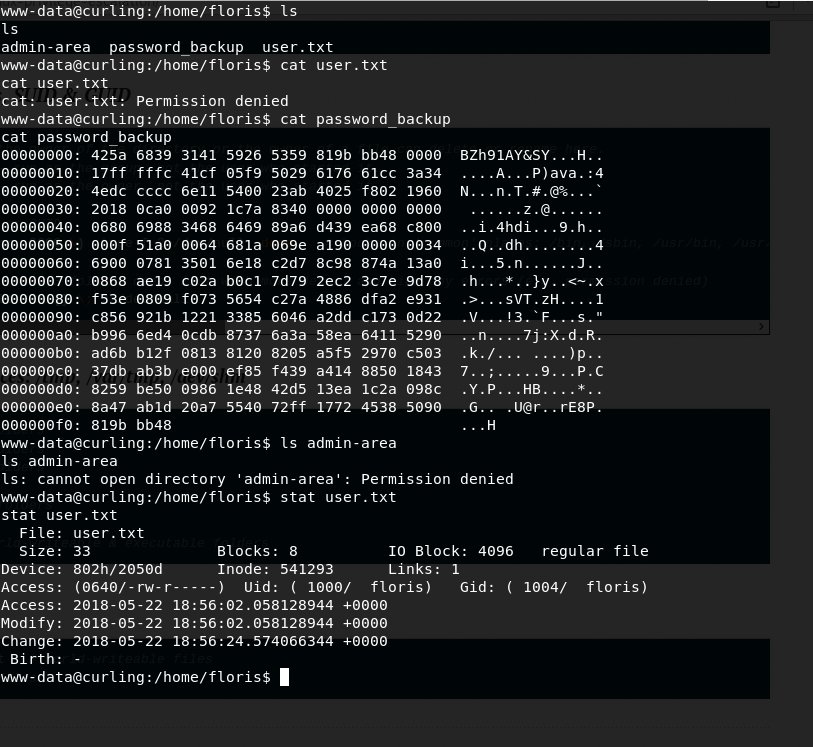 www-data@curling:/home/floris$ ls
ls
admin-area  password_backup  user.txt
www-data@curling:/home/floris$ cat user.txt
cat user.txt
cat: user.txt: Permission denied
www-data@curling:/home/floris$ cat password_backup
cat password_backup
00000000: 425a 6839 3141 5926 5359 819b bb48 0000  BZh91AY&SY...H..
00000010: 17ff fffc 41cf 05f9 5029 6176 61cc 3a34  ....A...P)ava.:4
00000020: 4edc cccc 6e11 5400 23ab 4025 f802 1960  N...n.T.#.@%...`
00000030: 2018 0ca0 0092 1c7a 8340 0000 0000 0000   ......z.@......
00000040: 0680 6988 3468 6469 89a6 d439 ea68 c800  ..i.4hdi...9.h..
00000050: 000f 51a0 0064 681a 069e a190 0000 0034  ..Q..dh........4
00000060: 6900 0781 3501 6e18 c2d7 8c98 874a 13a0  i...5.n......J..
00000070: 0868 ae19 c02a b0c1 7d79 2ec2 3c7e 9d78  .h...*..}y..<~.x
00000080: f53e 0809 f073 5654 c27a 4886 dfa2 e931  .>...sVT.zH....1
00000090: c856 921b 1221 3385 6046 a2dd c173 0d22  .V...!3.`F...s."
000000a0: b996 6ed4 0cdb 8737 6a3a 58ea 6411 5290  ..n....7j:X.d.R.
000000b0: ad6b b12f 0813 8120 8205 a5f5 2970 c503  .k./... ....)p..
000000c0: 37db ab3b e000 ef85 f439 a414 8850 1843  7..;.....9...P.C
000000d0: 8259 be50 0986 1e48 42d5 13ea 1c2a 098c  .Y.P...HB....*..
000000e0: 8a47 ab1d 20a7 5540 72ff 1772 4538 5090  .G.. .U@r..rE8P.
000000f0: 819b bb48                                ...H
www-data@curling:/home/floris$ ls admin-area
ls admin-area
ls: cannot open directory 'admin-area': Permission denied
www-data@curling:/home/floris$ stat user.txt
stat user.txt
  File: user.txt
  Size: 33              Blocks: 8          IO Block: 4096   regular file
Device: 802h/2050d      Inode: 541293      Links: 1
Access: (0640/-rw-r-----)  Uid: ( 1000/  floris)   Gid: ( 1004/  floris)
Access: 2018-05-22 18:56:02.058128944 +0000
Modify: 2018-05-22 18:56:02.058128944 +0000
Change: 2018-05-22 18:56:24.574066344 +0000
 Birth: -
www-data@curling:/home/floris$